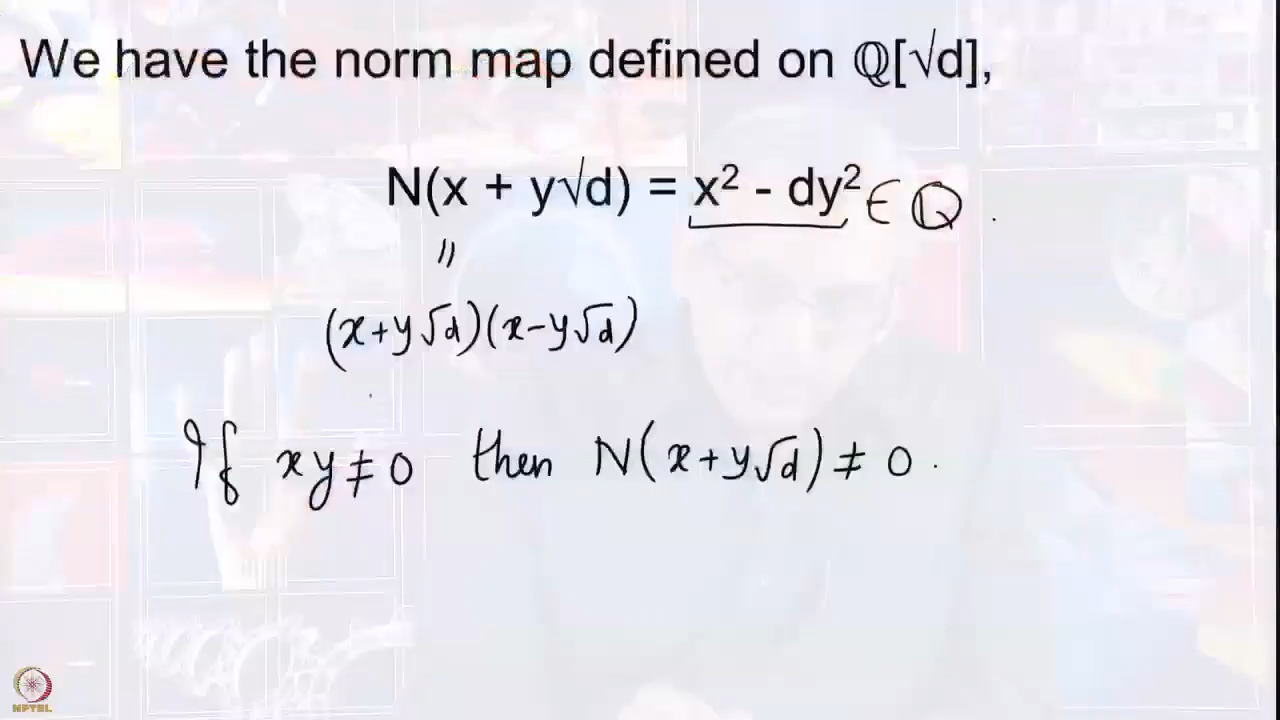 We have the norm map defined on ℚ[√d],
N(x + y√d) = x² - dy² ∈ ℚ .
〃
(x+y√d)(x-y√d)
If xy≠0 then N(x+y√d) ≠ 0 .
NPTEL